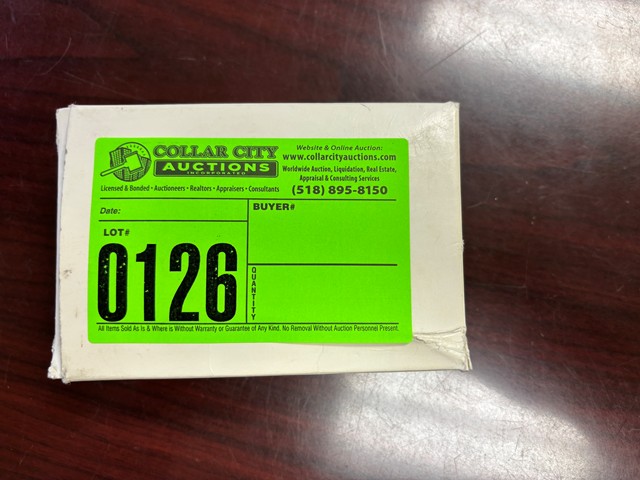 COLLAR CITY
AUCTIONS
INCORPORATED
Licensed & Bonded • Auctioneers • Realtors • Appraisers • Consultants
Website & Online Auction:
www.collarcityauctions.com
Worldwide Auction, Liquidation, Real Estate,
Appraisal & Consulting Services
(518) 895-8150
Date:
BUYER#
LOT#
0126
QUANTITY
All Items Sold As Is & Where is Without Warranty or Guarantee of Any Kind. No Removal Without Auction Personnel Present.